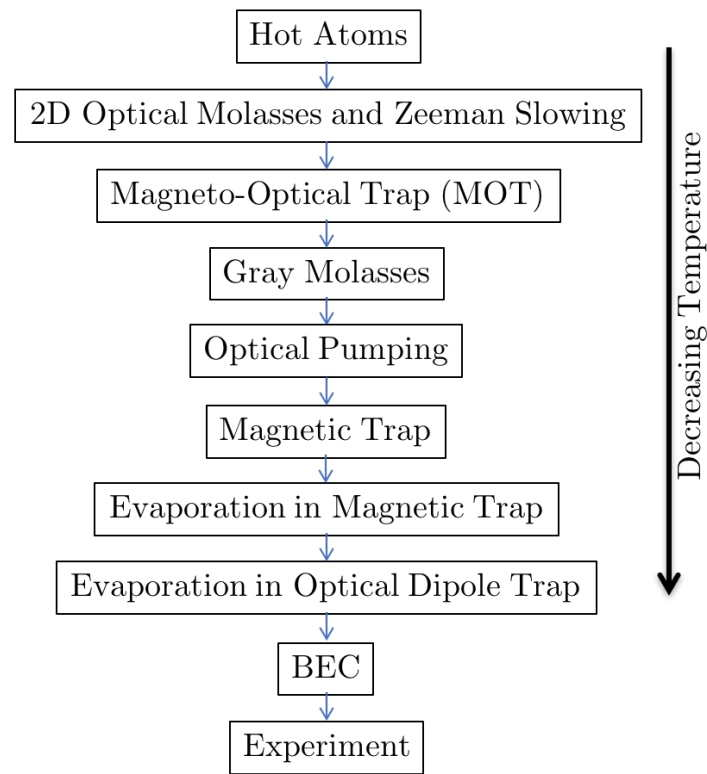 Hot Atoms
2D Optical Molasses and Zeeman Slowing
Magneto-Optical Trap (MOT)
Gray Molasses
Optical Pumping
Magnetic Trap
Evaporation in Magnetic Trap
Evaporation in Optical Dipole Trap
BEC
Experiment
Decreasing Temperature